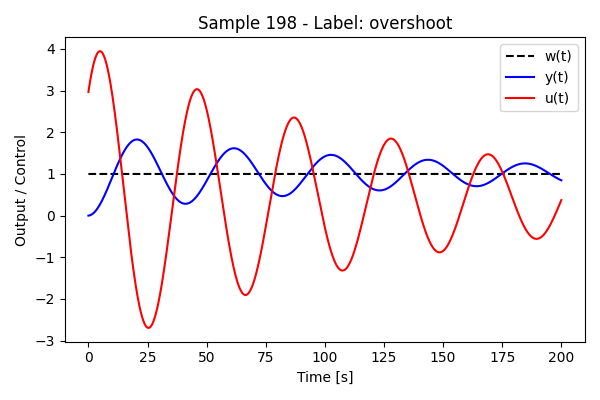 Sample 198 - Label: overshoot
w(t)
y(t)
u(t)
4
3
2
1
0
−1
−2
−3
Output / Control
0 25 50 75 100 125 150 175 200
Time [s]